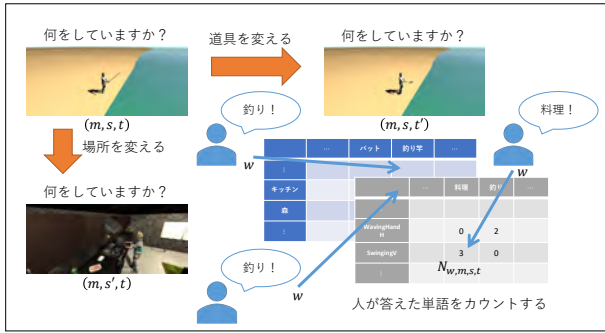 何をしていますか？
道具を変える
何をしていますか？
(m, s, t)
(m, s, t′)
釣り！
料理！
場所を変える
w
w
何をしていますか？
… バット 釣り竿 …
⋮
キッチン
森
⋮
… 料理 釣り …
WavingHandH 0 2
SwingingV 3 0
⋮
(m, s′, t)
釣り！
w
N_{w,m,s,t}
人が答えた単語をカウントする